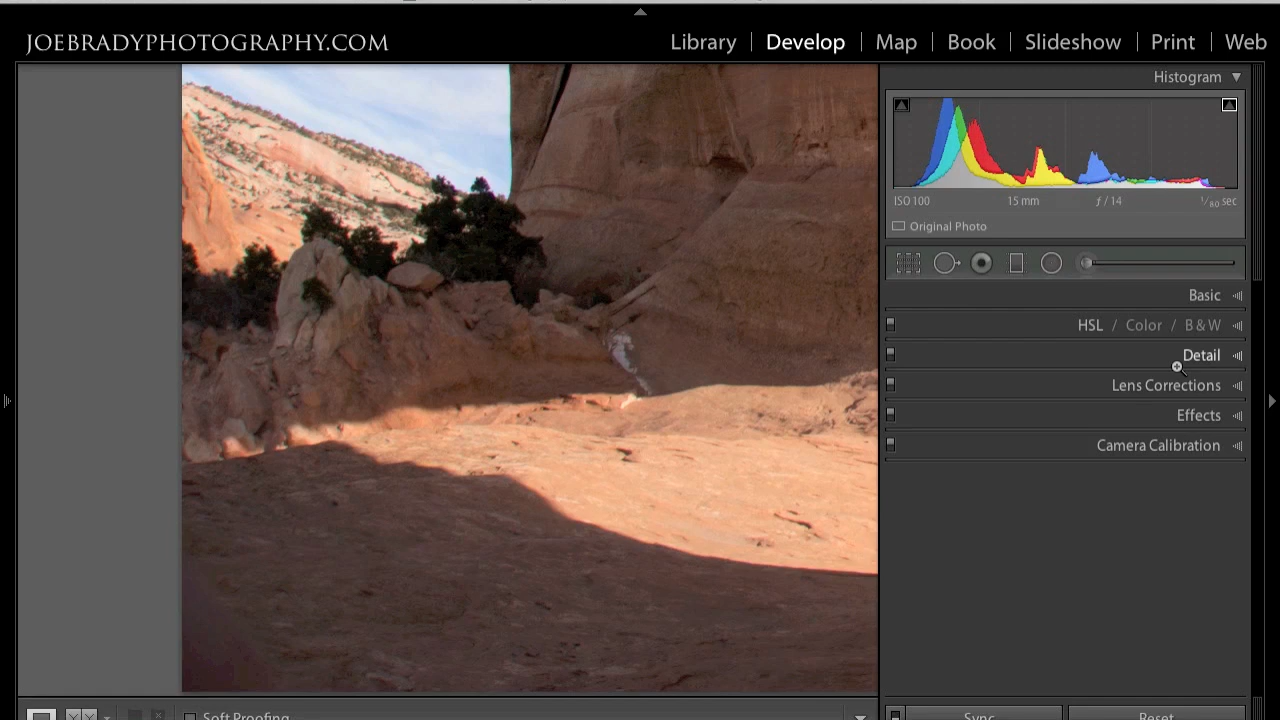 JOEBRADYPHOTOGRAPHY.COM
Library | Develop | Map | Book | Slideshow | Print | Web
Histogram
ISO 100 15 mm ƒ / 14 1/80 sec
Original Photo
Basic
HSL / Color / B & W
Detail
Lens Corrections
Effects
Camera Calibration
Soft Proofing
Sync...
Reset